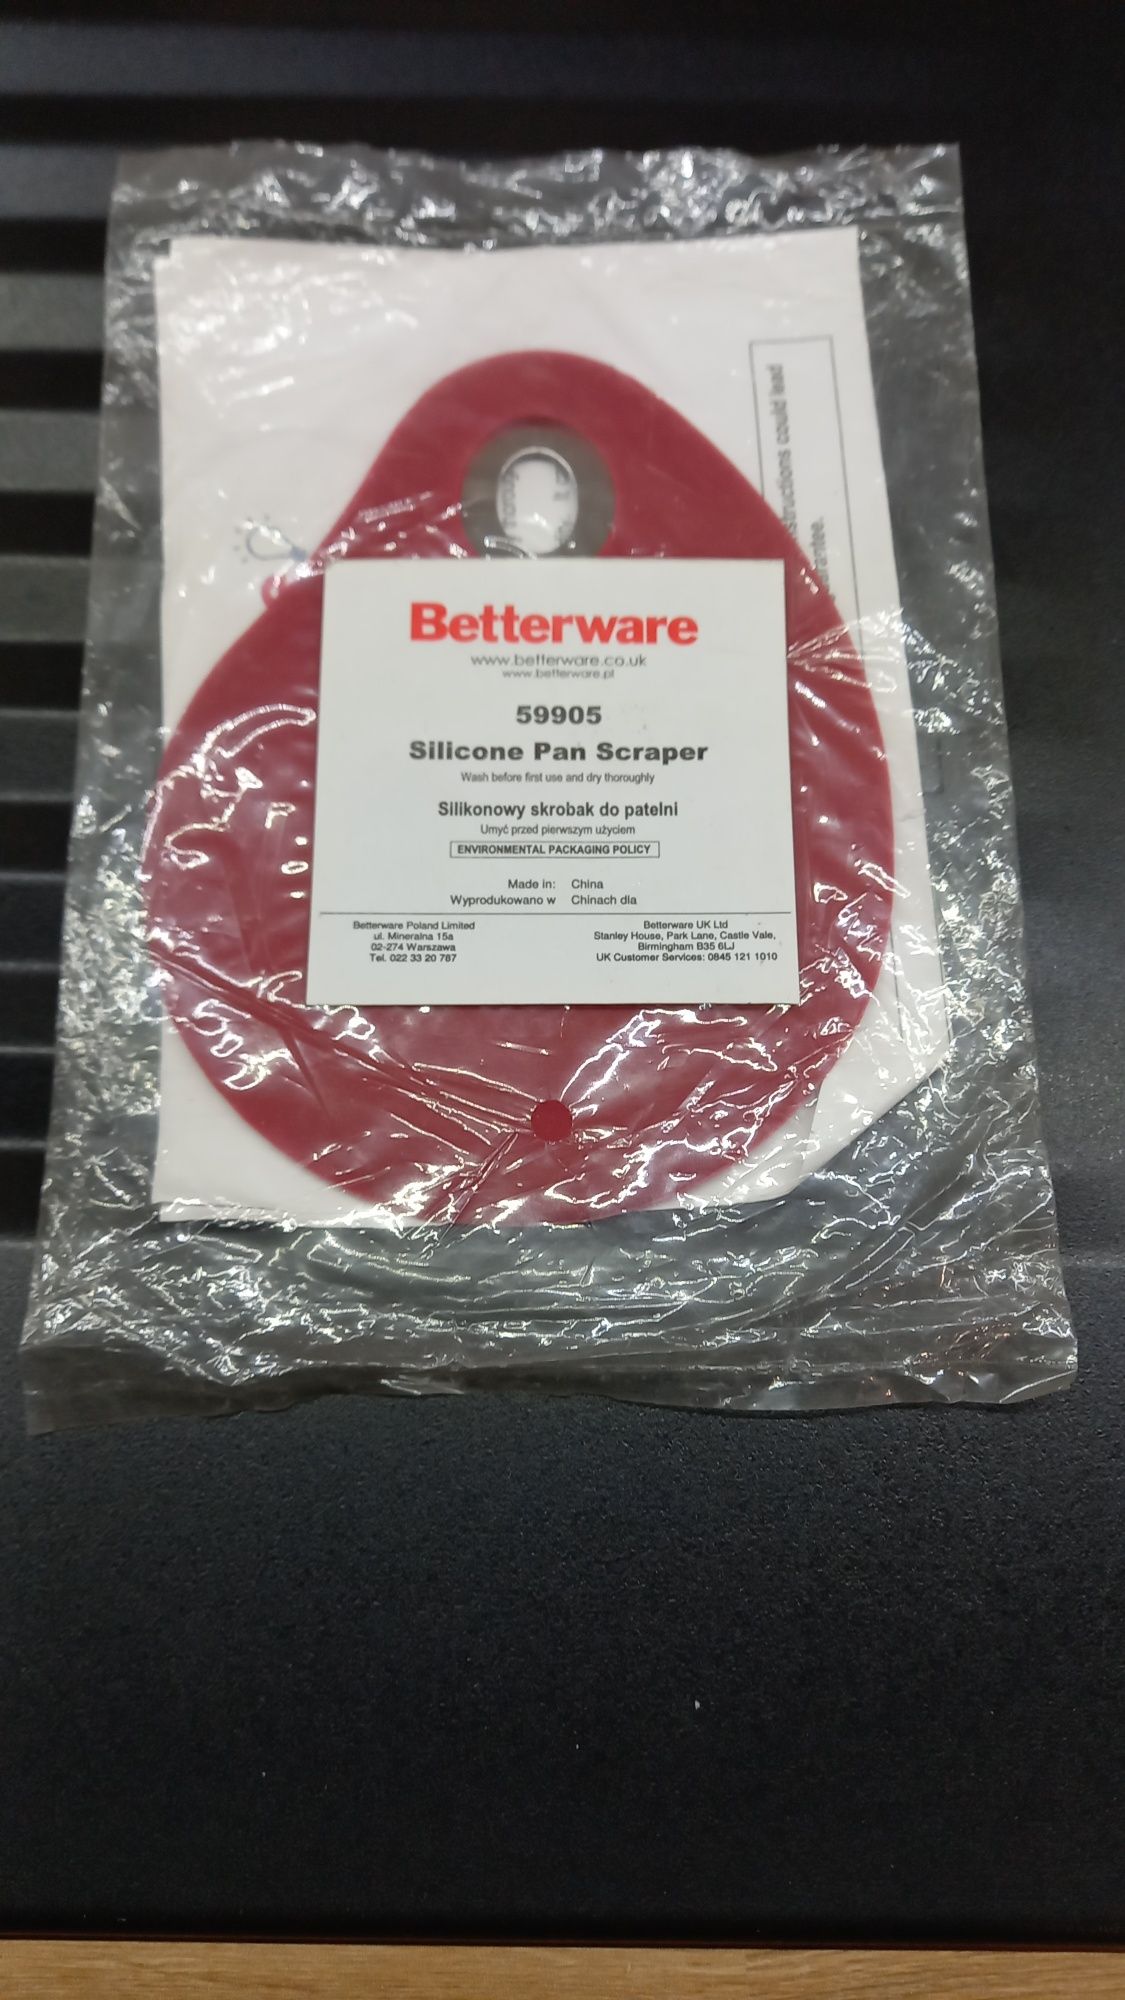 Betterware
www.betterware.co.uk
www.betterware.pl
59905
Silicone Pan Scraper
Wash before first use and dry thoroughly
Silikonowy skrobak do patelni
Umyć przed pierwszym użyciem
ENVIRONMENTAL PACKAGING POLICY
Made in: China
Wyprodukowano w Chinach dla
Betterware Poland Limited
ul. Mineralna 15a
02-274 Warszawa
Tel. 022 33 20 787
Betterware UK Ltd
Stanley House, Park Lane, Castle Vale,
Birmingham B35 6LJ
UK Customer Services: 0845 121 1010
could lead